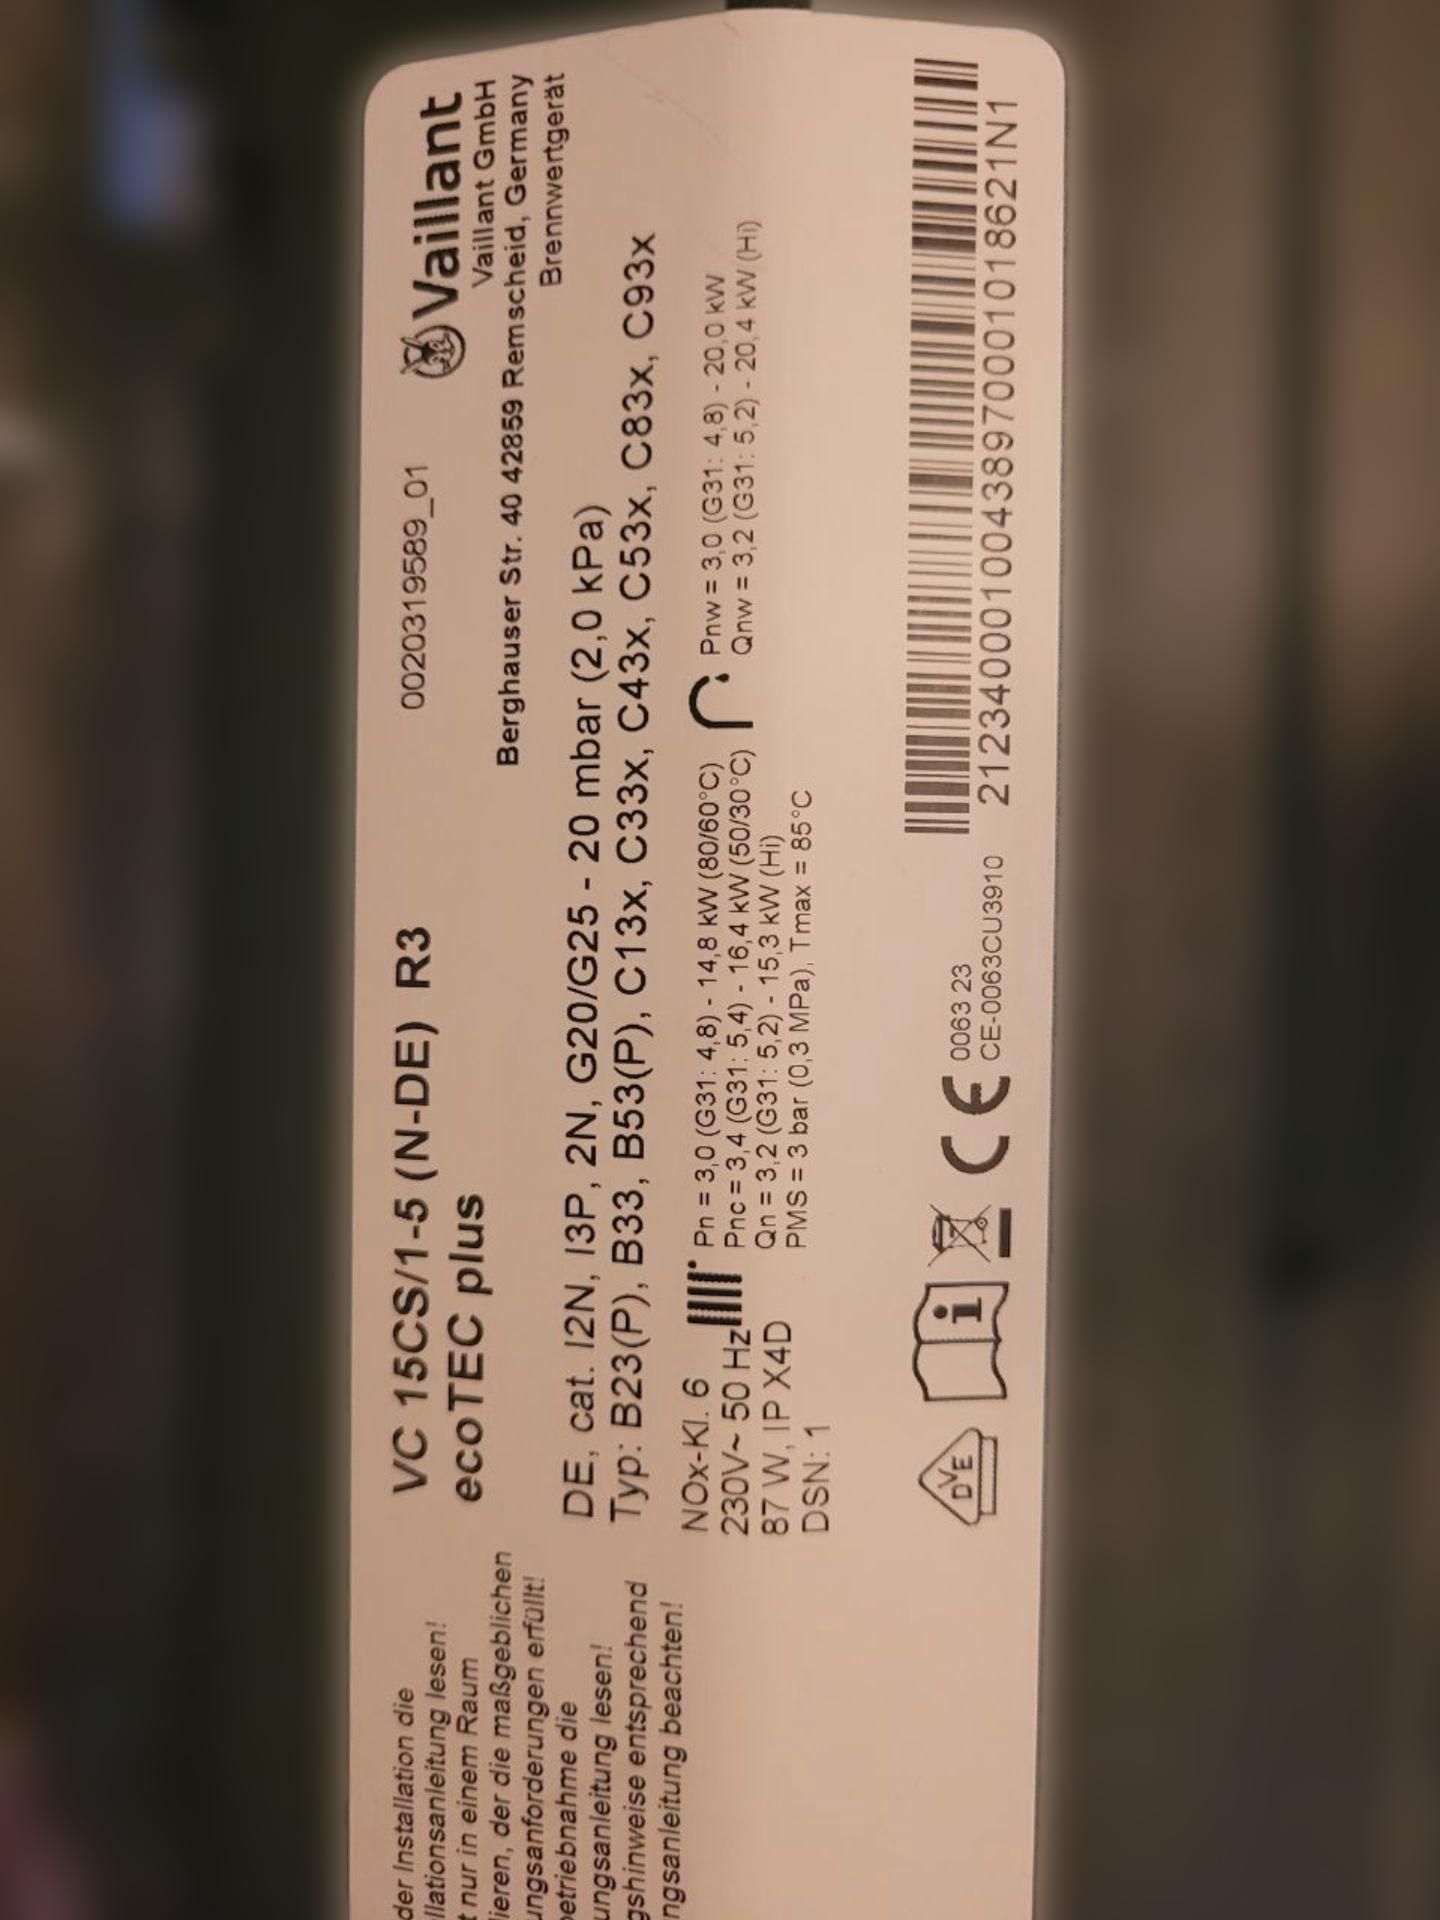 der Installation die
llationsanleitung lesen!
t nur in einem Raum
lieren, der die maßgeblichen
ungsanforderungen erfüllt!
betriebnahme die
ungsanleitung lesen!
gshinweise entsprechend
ngsanleitung beachten!
VC 15CS/1-5 (N-DE) R3
ecoTEC plus
0020319589_01
Vaillant
Vaillant GmbH
Berghauser Str. 40 42859 Remscheid, Germany
Brennwertgerät
DE, cat. I2N, I3P, 2N, G20/G25 - 20 mbar (2,0 kPa)
Typ: B23(P), B33, B53(P), C13x, C33x, C43x, C53x, C83x, C93x
NOx-Kl. 6
230V~ 50 Hz
87 W, IP X4D
DSN: 1
Pn = 3,0 (G31: 4,8) - 14,8 kW (80/60°C)
Pnc = 3,4 (G31: 5,4) - 16,4 kW (50/30°C)
Qn = 3,2 (G31: 5,2) - 15,3 kW (Hi)
PMS = 3 bar (0,3 MPa), Tmax = 85°C
Pnw = 3,0 (G31: 4,8) - 20,0 kW
Qnw = 3,2 (G31: 5,2) - 20,4 kW (Hi)
DVE
i
CE
0063 23
CE-0063CU3910
2123400010043897000101 8621N1